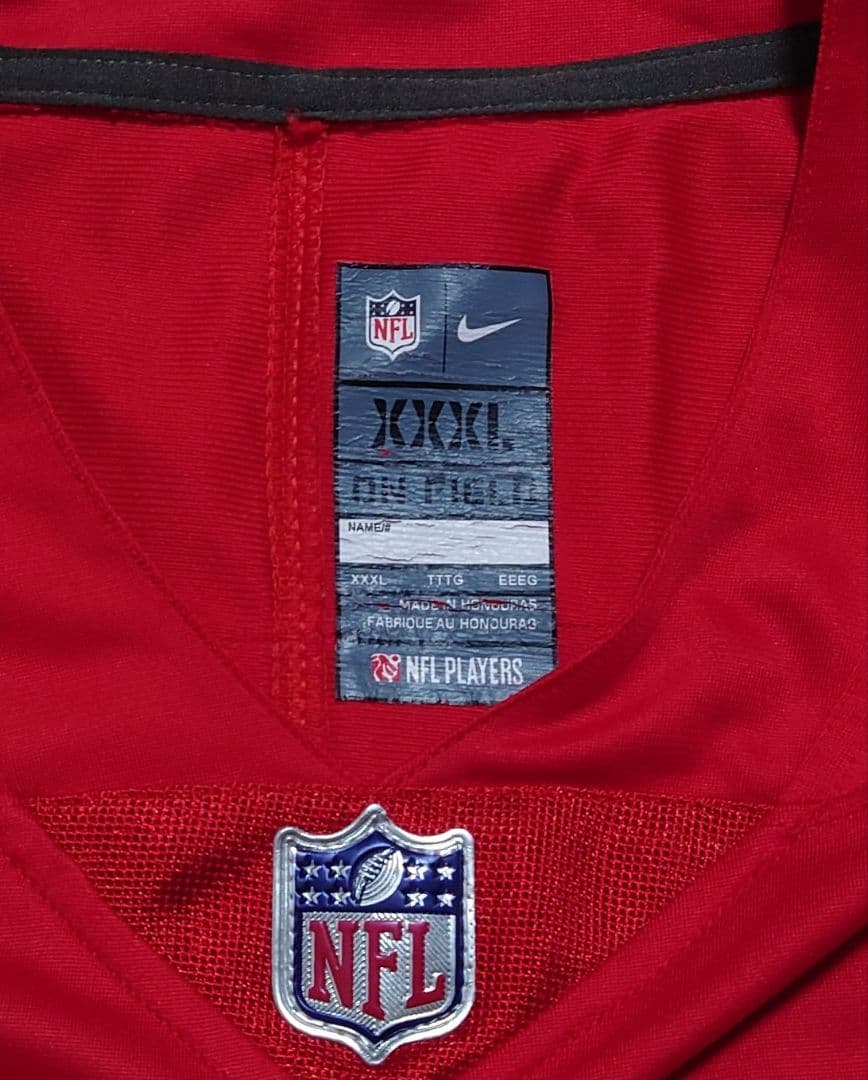 NFL
XXXL
ON FIELD
NAME/#
XXXL TTTG EEEG
MADE IN HONDURAS
FABRIQUE AU HONDURAS
NFL PLAYERS
NFL